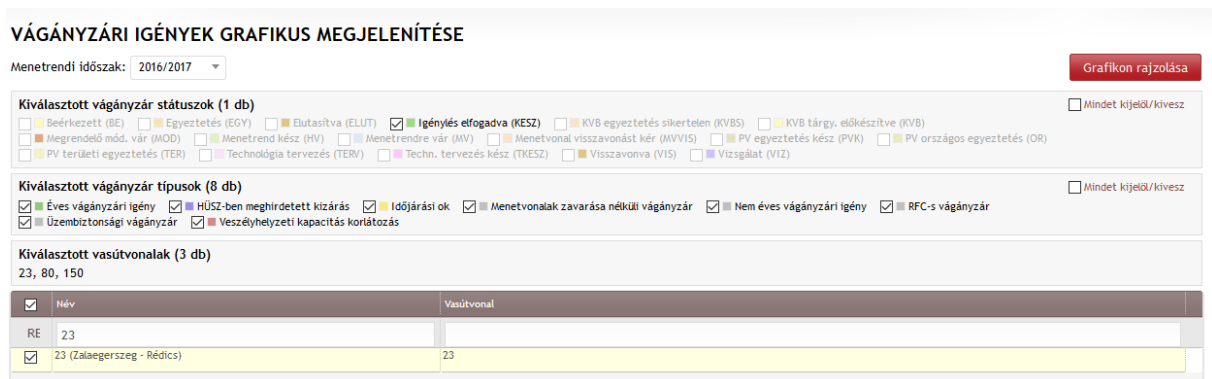 VÁGÁNYZÁRI IGÉNYEK GRAFIKUS MEGJELENÍTÉSE
Menetrendi időszak: 2016/2017 Grafikon rajzolása
Kiválasztott vágányzár státuszok (1 db) Mindet kijelöl/kivesz
Beérkezett (BE) Egyeztetés (EGY) Elutasítva (ELUT) Igénylés elfogadva (KESZ) KVB egyeztetés sikertelen (KVBS) KVB tárgy. előkészítve (KVB)
Megrendelő mód. vár (MOD) Menetrend kész (HV) Menetrendre vár (MV) Menetvonal visszavonást kér (MVVIS) PV egyeztetés kész (PVK) PV országos egyeztetés (OR)
PV területi egyeztetés (TER) Technológia tervezés (TERV) Techn. tervezés kész (TKESZ) Visszavonva (VIS) Vizsgálat (VIZ)
Kiválasztott vágányzár típusok (8 db) Mindet kijelöl/kivesz
Éves vágányzári igény HÜSZ-ben meghirdetett kizárás Időjárási ok Menetvonalak zavarása nélküli vágányzár Nem éves vágányzári igény RFC-s vágányzár
Üzembiztonsági vágányzár Veszélyhelyzeti kapacitás korlátozás
Kiválasztott vasútvonalak (3 db)
23, 80, 150
Név Vasútvonal
RE 23
23 (Zalaegerszeg - Rédics) 23